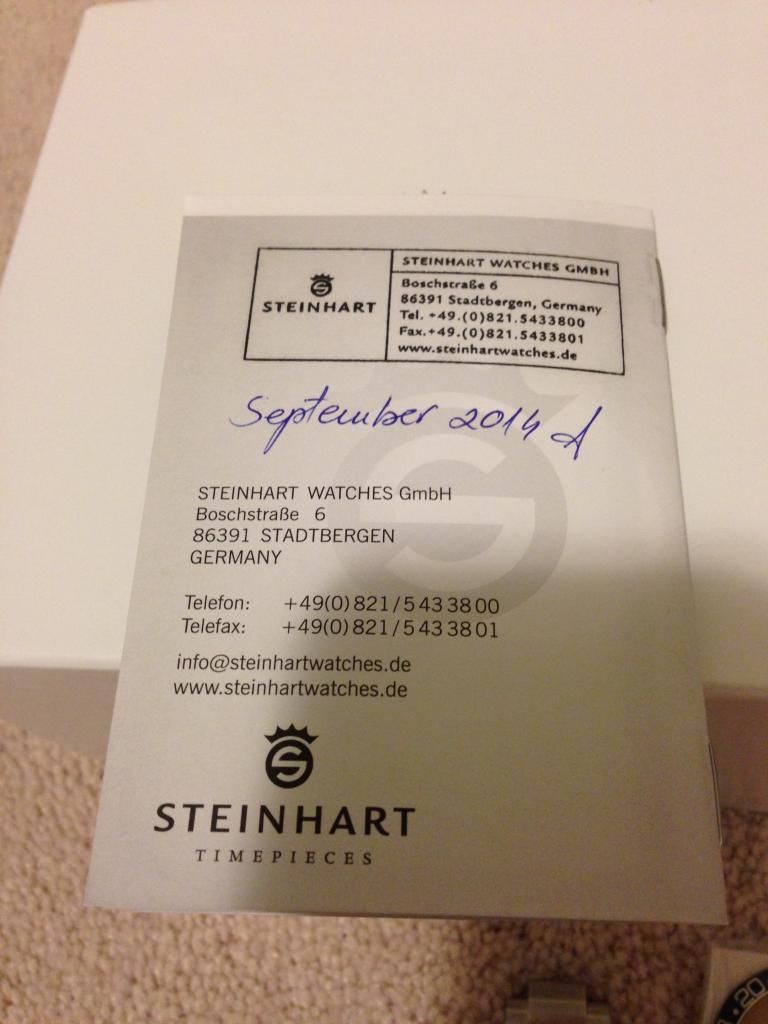 STEINHART
STEINHART WATCHES GMBH
Boschstraße 6
86391 Stadtbergen, Germany
Tel. +49.(0)821.5433800
Fax.+49.(0)821.5433801
www.steinhartwatches.de
September 2014
STEINHART WATCHES GmbH
Boschstraße 6
86391 STADTBERGEN
GERMANY
Telefon: +49(0)821/5433800
Telefax: +49(0)821/5433801
info@steinhartwatches.de
www.steinhartwatches.de
STEINHART
TIMEPIECES
20